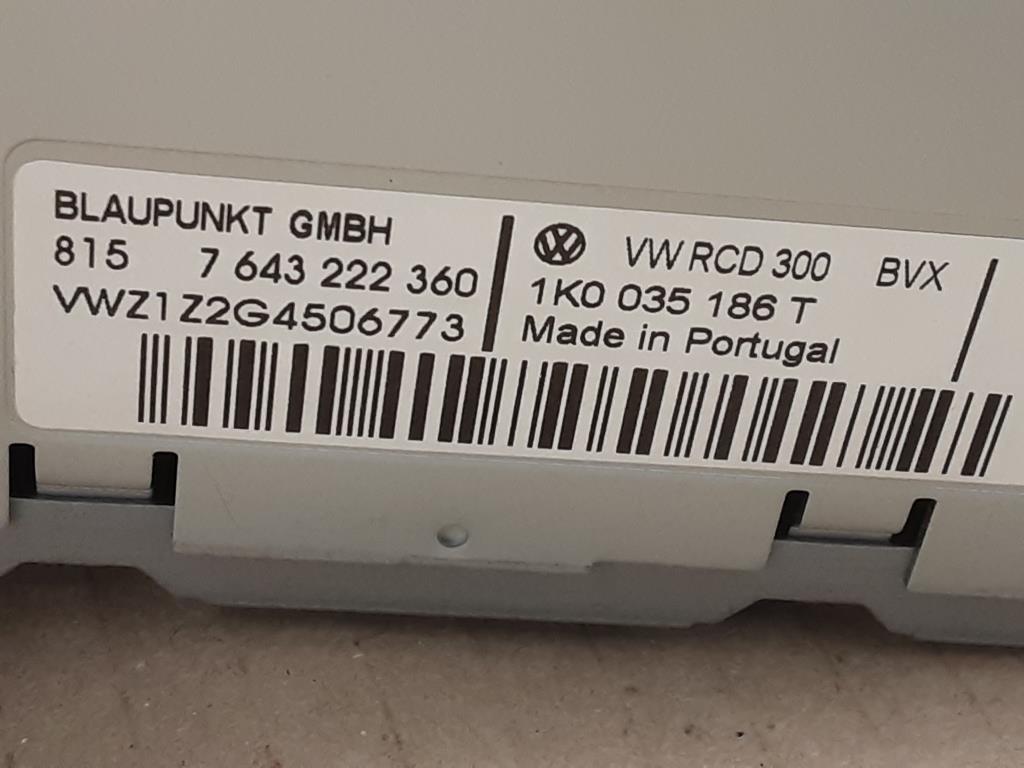 BLAUPUNKT GMBH
815 7 643 222 360
VWZ1Z2G4506773
VW RCD 300 BVX
1K0 035 186 T
Made in Portugal